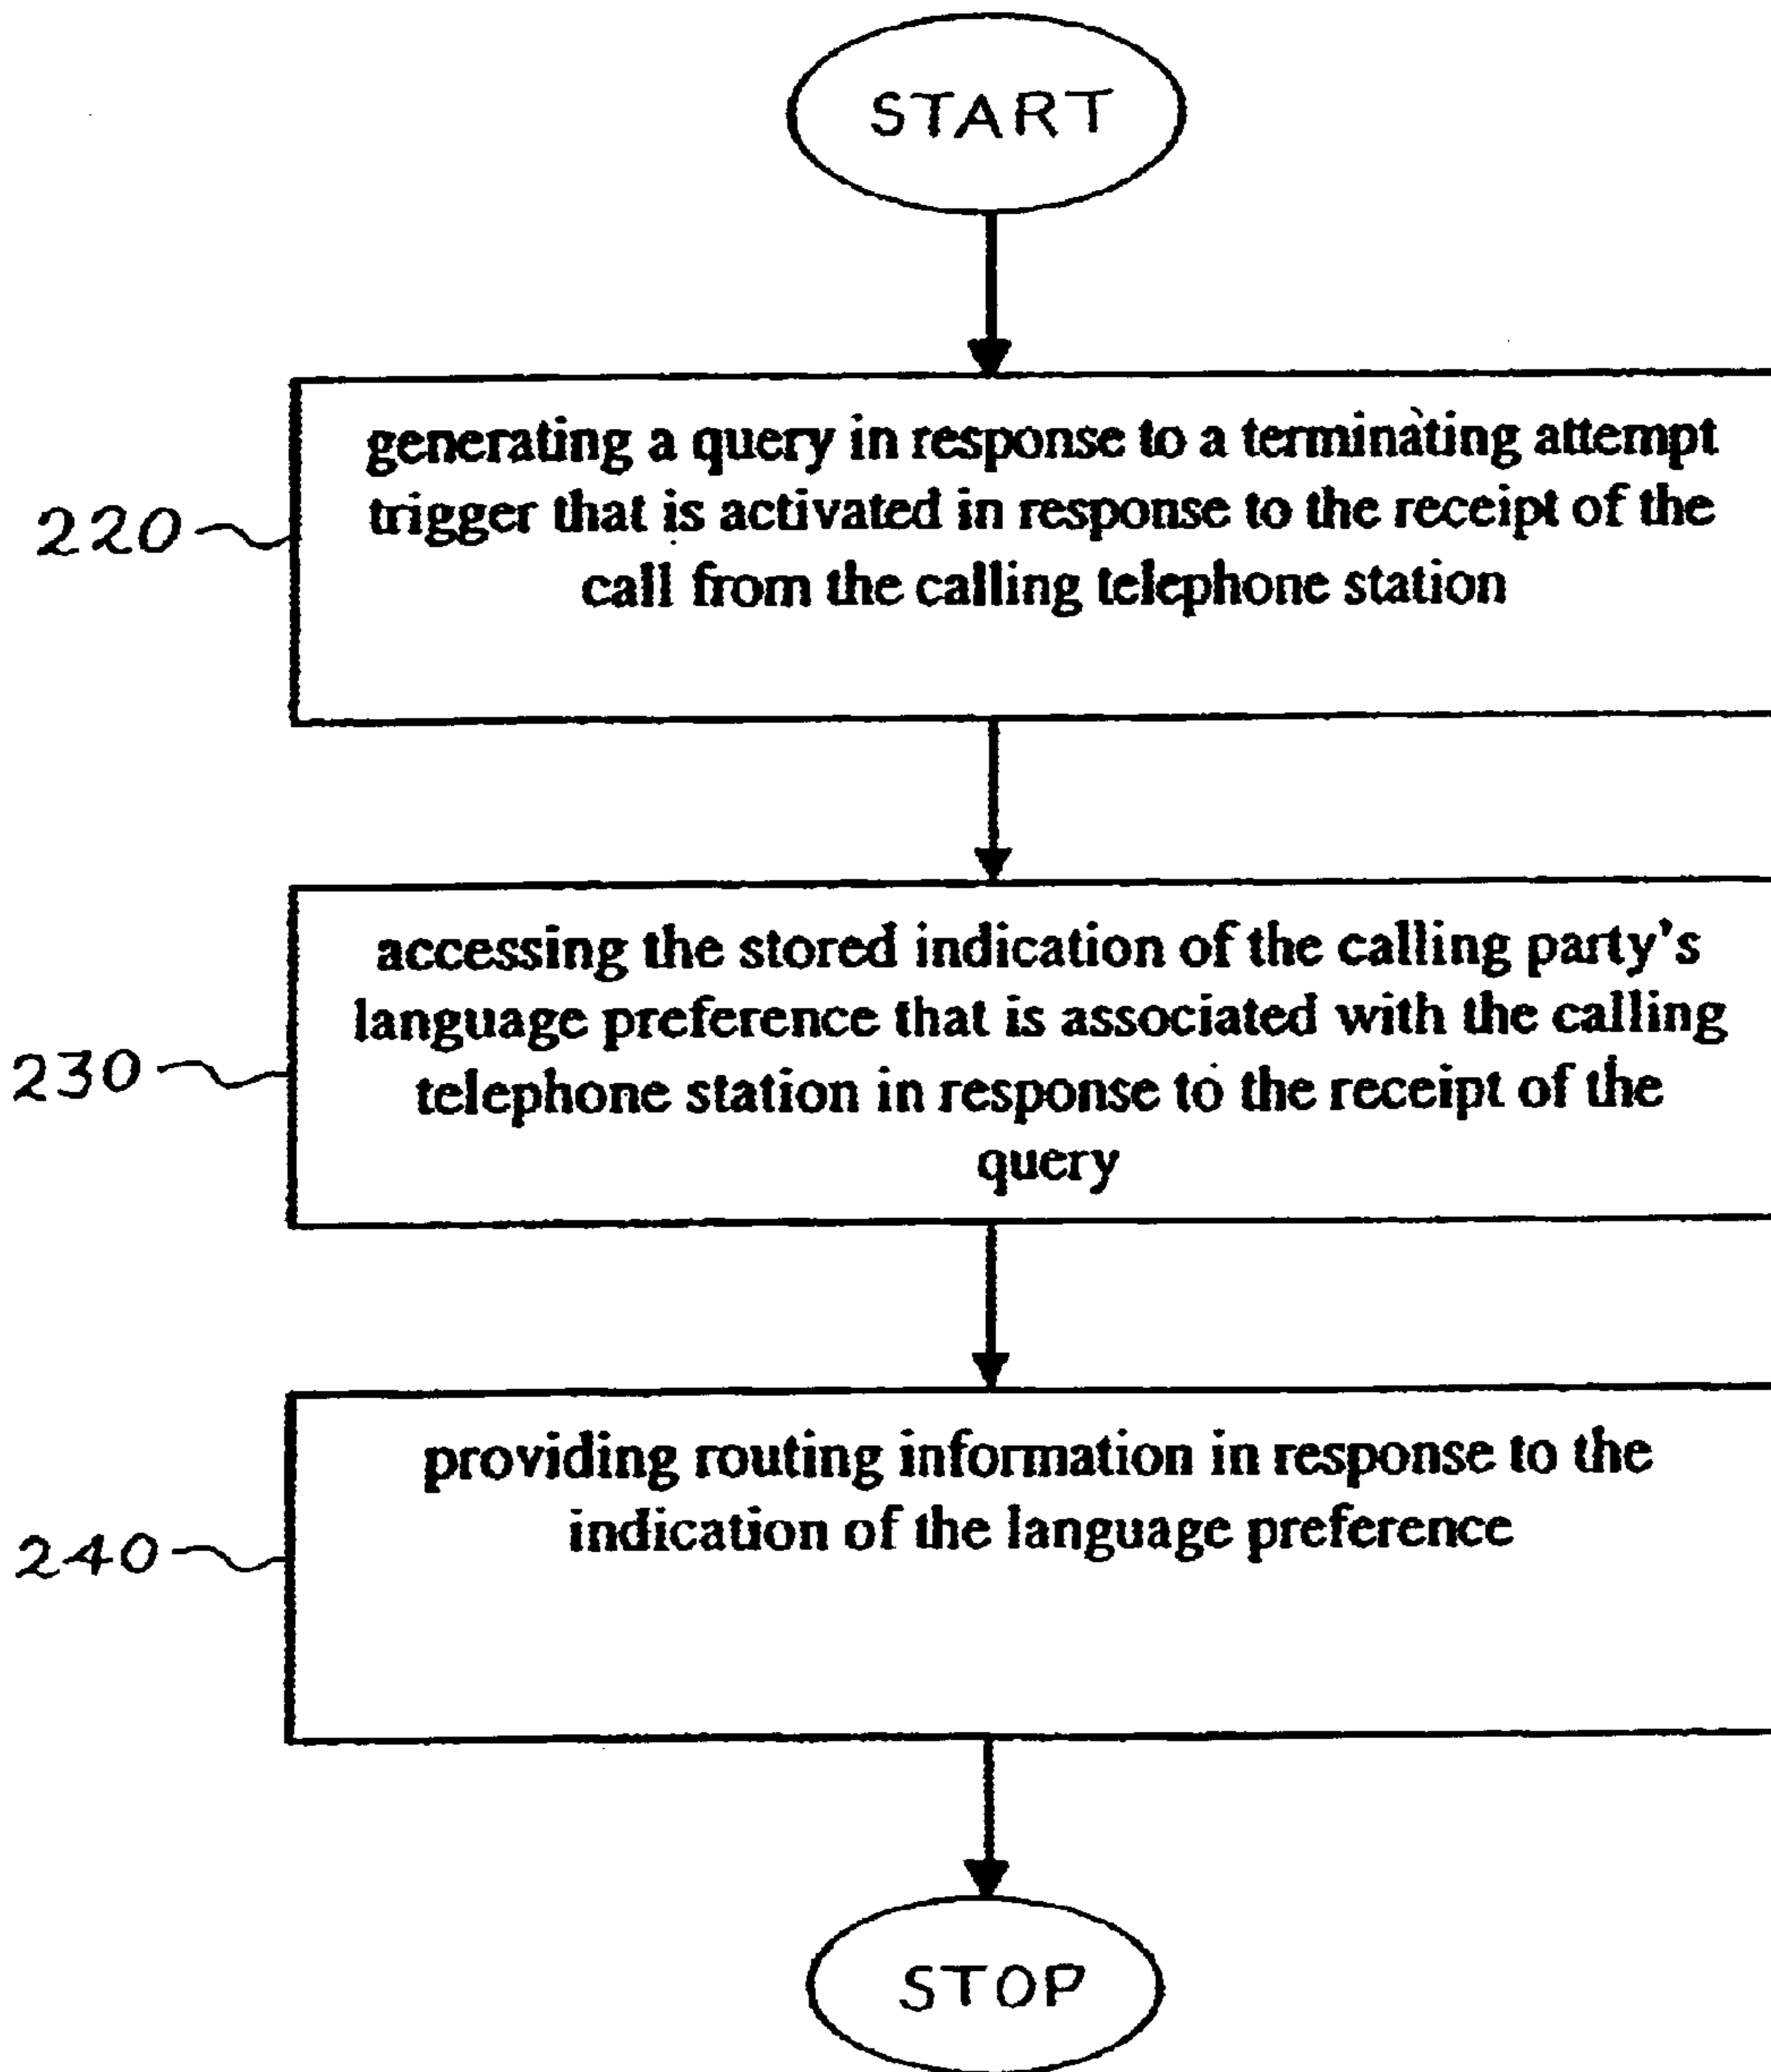 START
generating a query in response to a terminating attempt
trigger that is activated in response to the receipt of the
call from the calling telephone station
220
accessing the stored indication of the calling party's
language preference that is associated with the calling
telephone station in response to the receipt of the
query
230
providing routing information in response to the
indication of the language preference
240
STOP